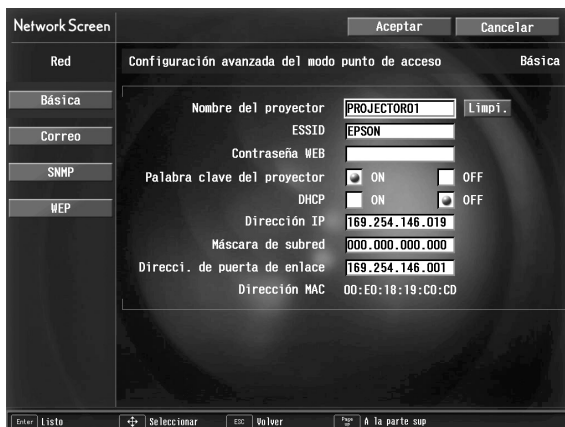 Network Screen
Aceptar
Cancelar
Red
Configuración avanzada del modo punto de acceso
Básica
Básica
Correo
SNMP
WEP
Nombre del proyector PROJECTOR01 Limpi.
ESSID EPSON
Contraseña WEB
Palabra clave del proyector ON OFF
DHCP ON OFF
Dirección IP 169.254.146.019
Máscara de subred 000.000.000.000
Direcci. de puerta de enlace 169.254.146.001
Dirección MAC 00:E0:18:19:C0:CD
Enter Listo Seleccionar ESC Volver Page UP A la parte sup